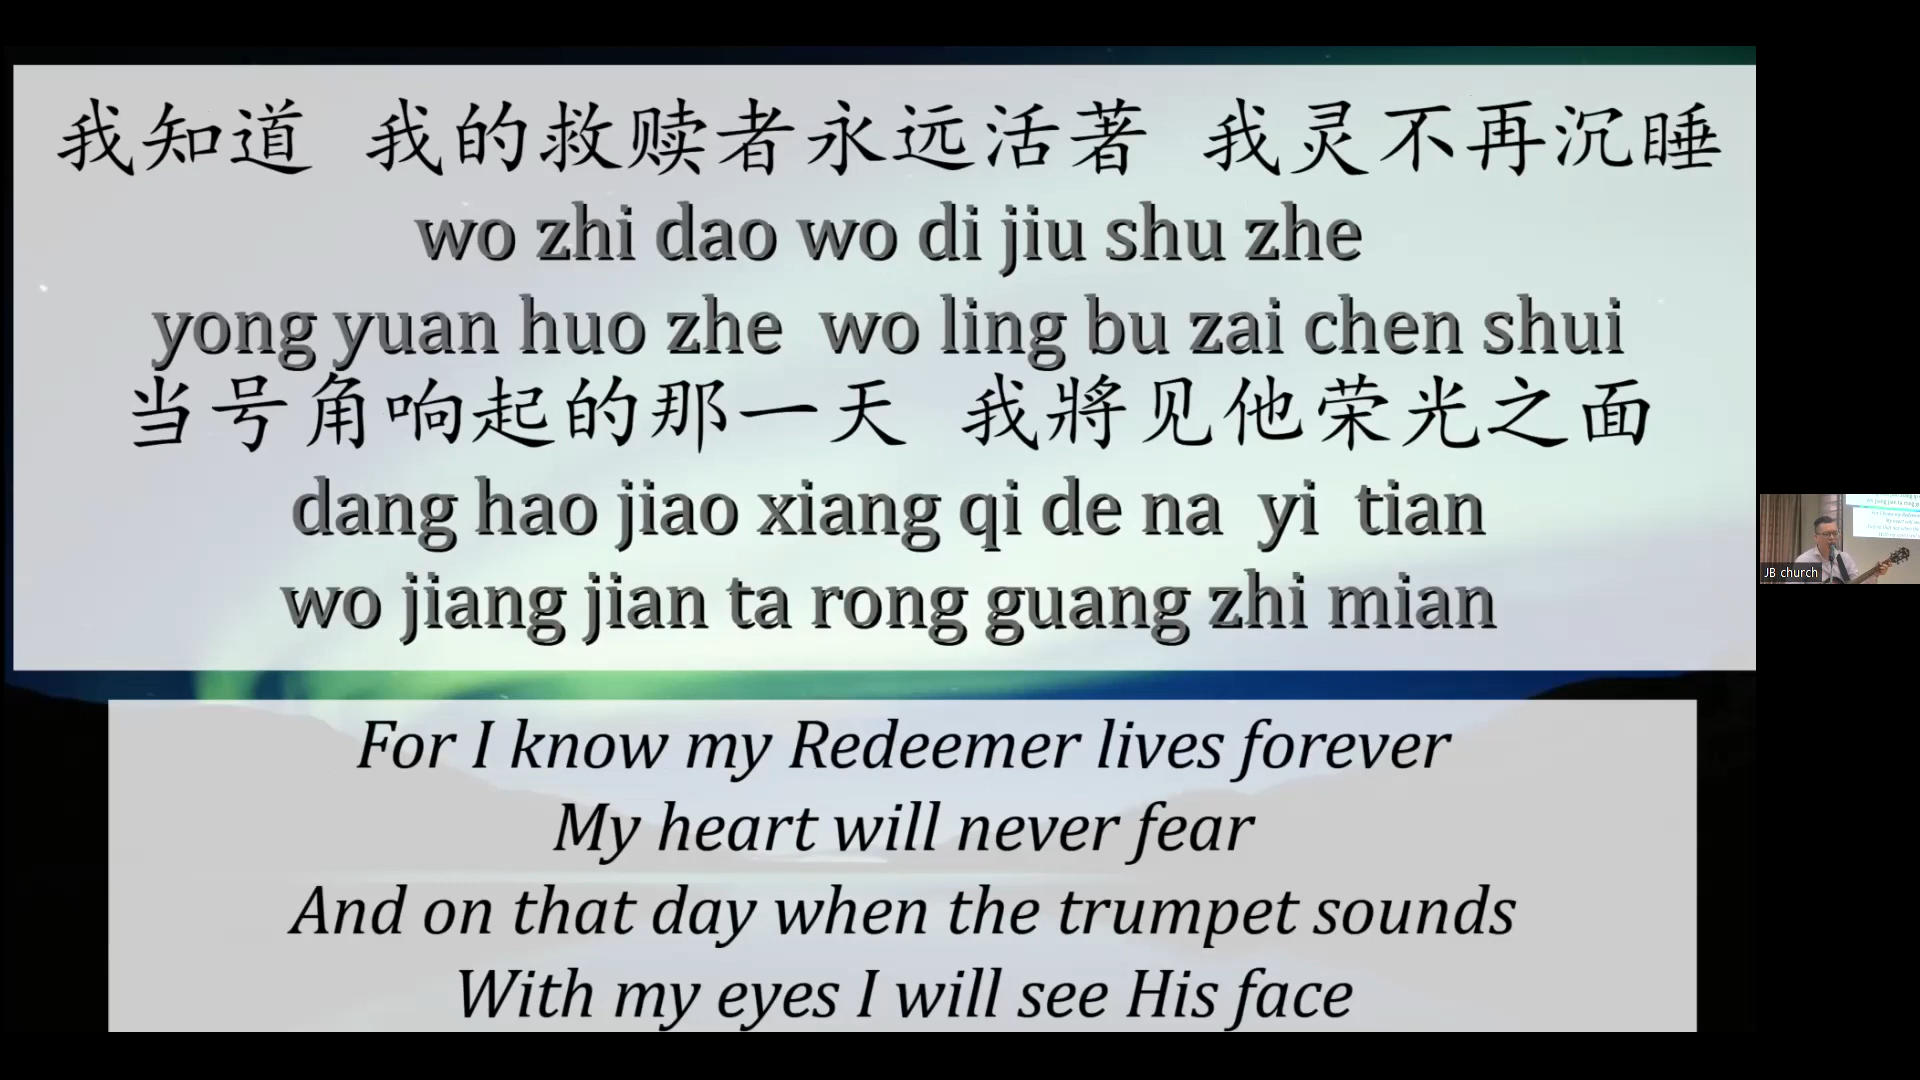 我知道 我的救赎者永远活著 我灵不再沉睡
wo zhi dao wo di jiu shu zhe
yong yuan huo zhe wo ling bu zai chen shui
当号角响起的那一天 我將见他荣光之面
dang hao jiao xiang qi de na yi tian
wo jiang jian ta rong guang zhi mian
For I know my Redeemer lives forever
My heart will never fear
And on that day when the trumpet sounds
With my eyes I will see His face
JB church